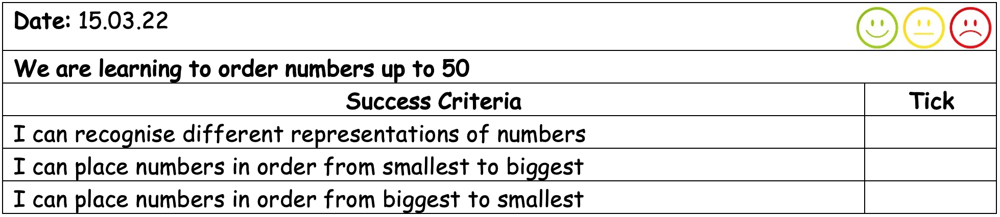 Date: 15.03.22
We are learning to order numbers up to 50
Success Criteria Tick
I can recognise different representations of numbers
I can place numbers in order from smallest to biggest
I can place numbers in order from biggest to smallest